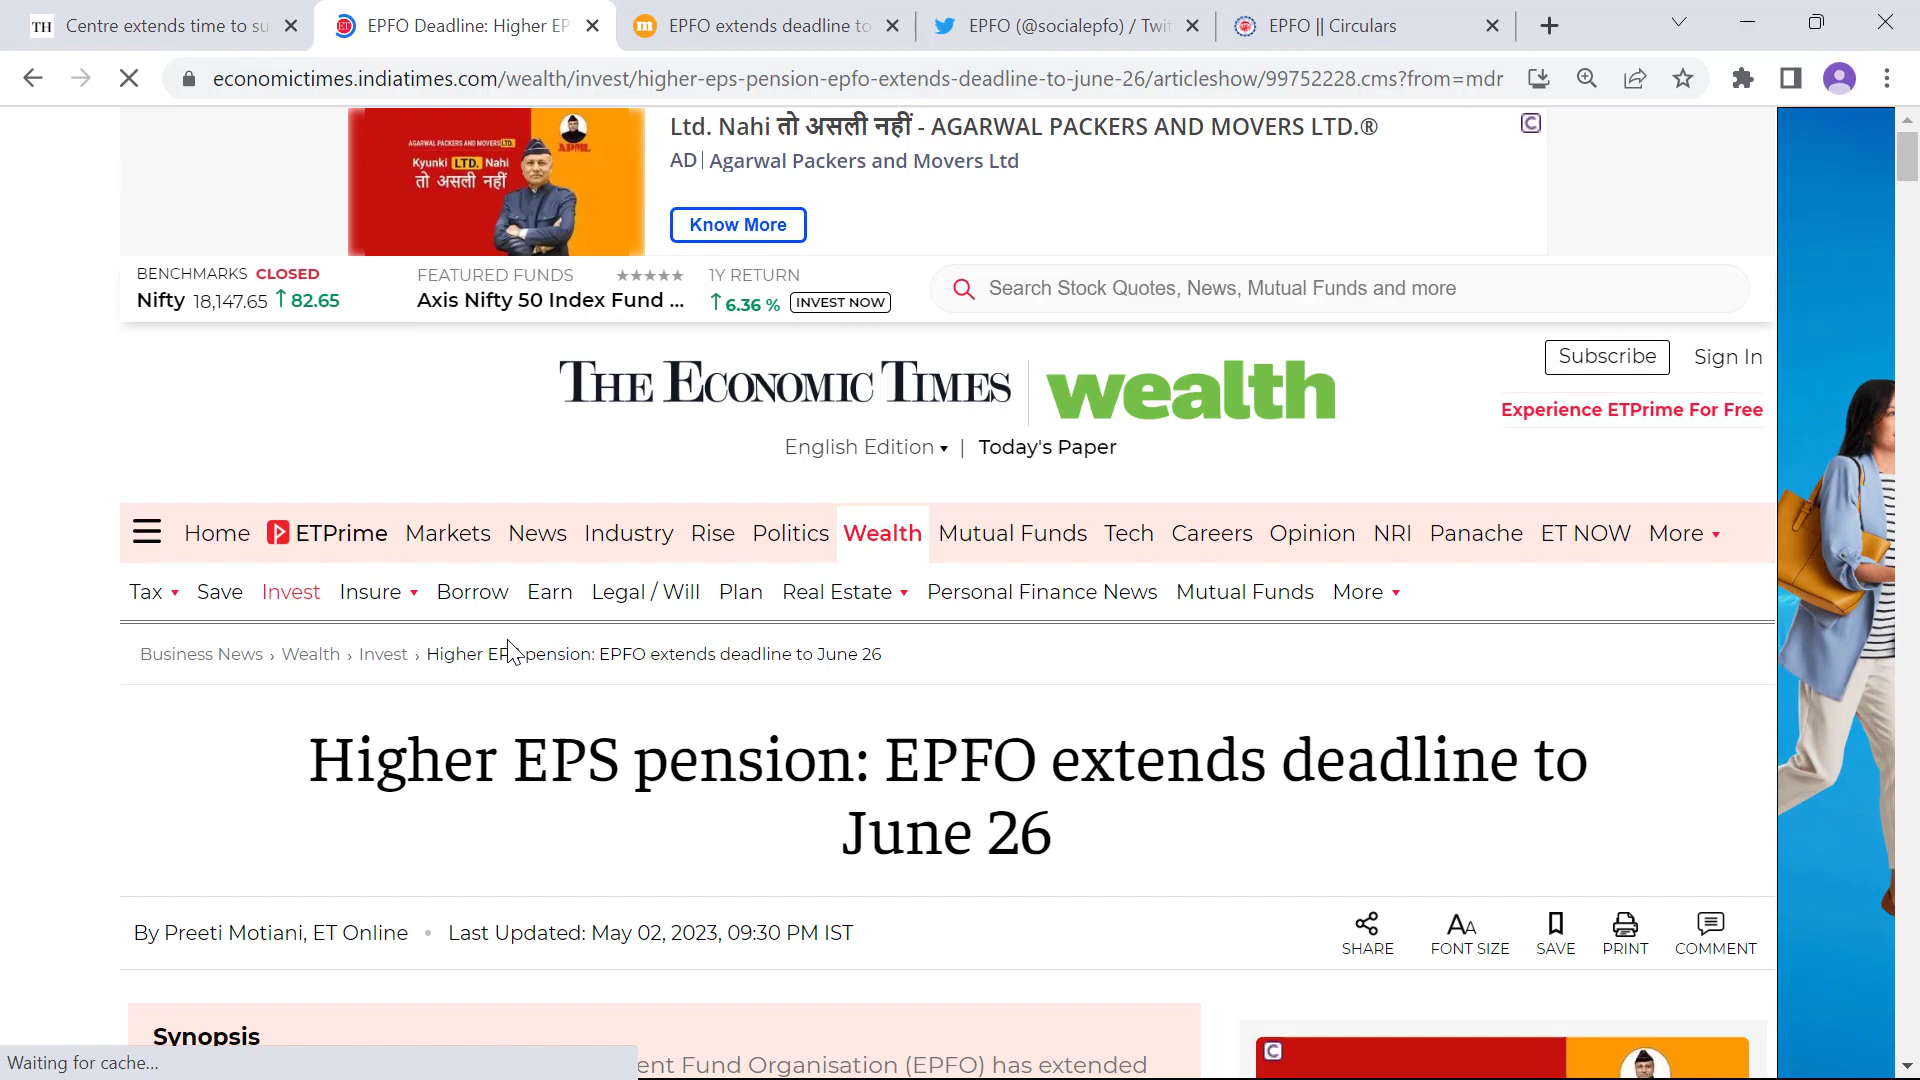 TH Centre extends time to su
ET EPFO Deadline: Higher EP
m EPFO extends deadline to
EPFO (@socialepfo) / Twit
EPFO || Circulars
economictimes.indiatimes.com/wealth/invest/higher-eps-pension-epfo-extends-deadline-to-june-26/articleshow/99752228.cms?from=mdr
AGARWAL PACKERS AND MOVERS LTD.
Kyunki LTD. Nahi
तो असली नहीं
APML
Ltd. Nahi तो असली नहीं - AGARWAL PACKERS AND MOVERS LTD.®
AD | Agarwal Packers and Movers Ltd
Know More
BENCHMARKS CLOSED
Nifty 18,147.65 ↑ 82.65
FEATURED FUNDS ★★★★★
Axis Nifty 50 Index Fund ...
1Y RETURN
↑ 6.36 % INVEST NOW
Search Stock Quotes, News, Mutual Funds and more
THE ECONOMIC TIMES | wealth
Subscribe Sign In
Experience ETPrime For Free
English Edition ▾ | Today's Paper
Home ETPrime Markets News Industry Rise Politics Wealth Mutual Funds Tech Careers Opinion NRI Panache ET NOW More ▾
Tax ▾ Save Invest Insure ▾ Borrow Earn Legal / Will Plan Real Estate ▾ Personal Finance News Mutual Funds More ▾
Business News › Wealth › Invest › Higher EPS pension: EPFO extends deadline to June 26
Higher EPS pension: EPFO extends deadline to
June 26
By Preeti Motiani, ET Online • Last Updated: May 02, 2023, 09:30 PM IST
SHARE FONT SIZE SAVE PRINT COMMENT
Synopsis
ent Fund Organisation (EPFO) has extended
Waiting for cache...